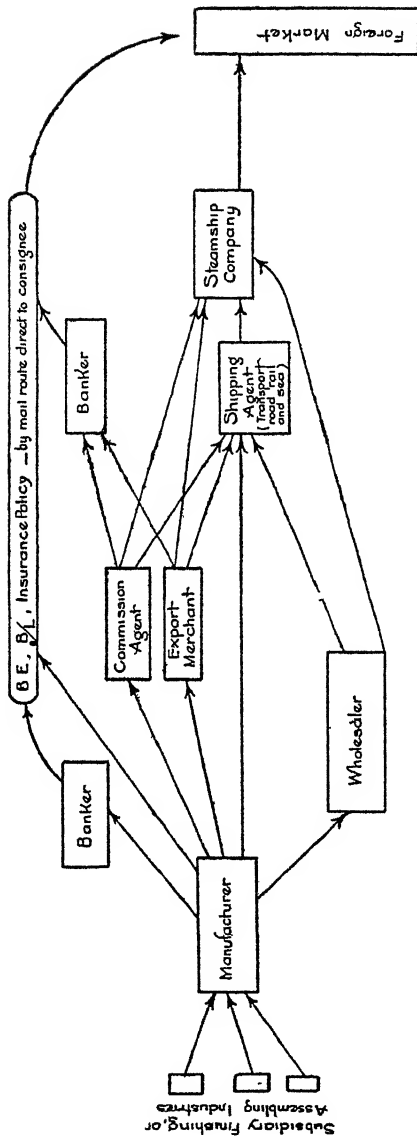 Subsidiary Finishing, or
Assembling Industries
Manufacturer
Banker
B E, B/L, Insurance Policy — by mail route direct to consignee
Commission
Agent
Export
Merchant
Wholesaler
Banker
Shipping
Agent
(Transport
road rail
and sea)
Steamship
Company
Foreign
Market